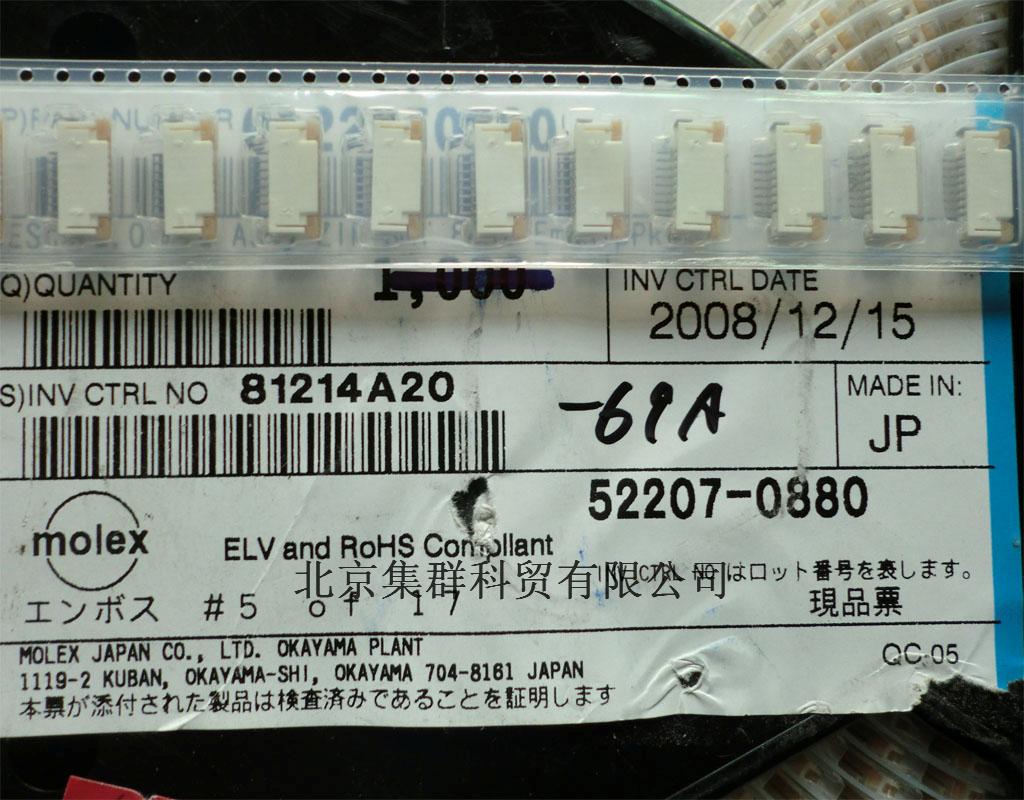 Q)QUANTITY 1,000
INV CTRL DATE
2008/12/15
S)INV CTRL NO 81214A20
-69A
MADE IN:
JP
52207-0880
molex
ELV and RoHS Compliant
INV CTRL NO はロット番号を表します。
北京集群科贸有限公司
エンボス #5 of 17
現品票
MOLEX JAPAN CO., LTD. OKAYAMA PLANT
QC-05
1119-2 KUBAN, OKAYAMA-SHI, OKAYAMA 704-8161 JAPAN
本票が添付された製品は検査済みであることを証明します